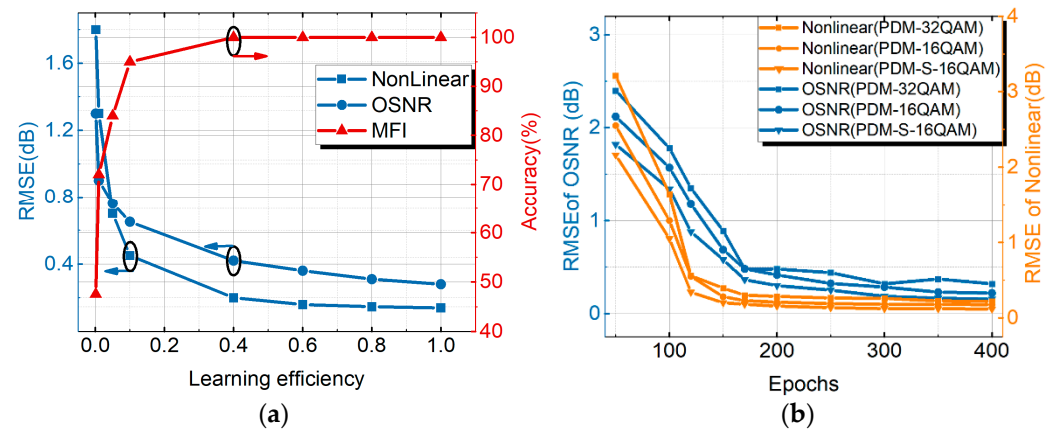 RMSE(dB)
1.6
1.2
0.8
0.4
0.0 0.2 0.4 0.6 0.8 1.0
Learning efficiency
100
95
90
85
80
70
60
50
40
Accuracy(%)
NonLinear
OSNR
MFI
(a)
RMSEof OSNR (dB)
3
2
1
0
100 200 300 400
Epochs
4
3
2
1
0
RMSE of Nonlinear(dB)
Nonlinear(PDM-32QAM)
Nonlinear(PDM-16QAM)
Nonlinear(PDM-S-16QAM)
OSNR(PDM-32QAM)
OSNR(PDM-16QAM)
OSNR(PDM-S-16QAM)
(b)